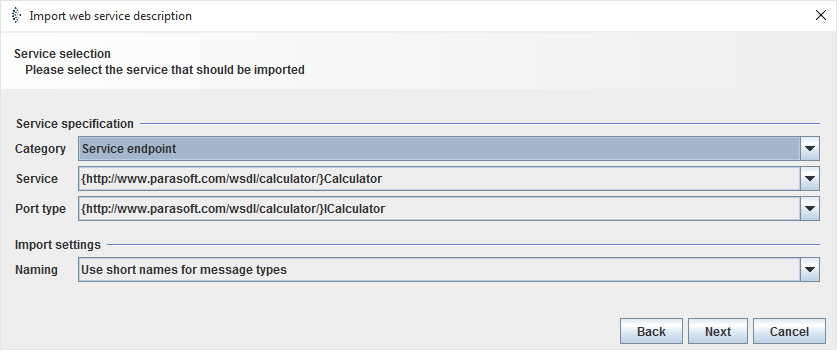 Import web service description
Service selection
Please select the service that should be imported
Service specification
Category Service endpoint
Service {http://www.parasoft.com/wsdl/calculator/}Calculator
Port type {http://www.parasoft.com/wsdl/calculator/}ICalculator
Import settings
Naming Use short names for message types
Back Next Cancel